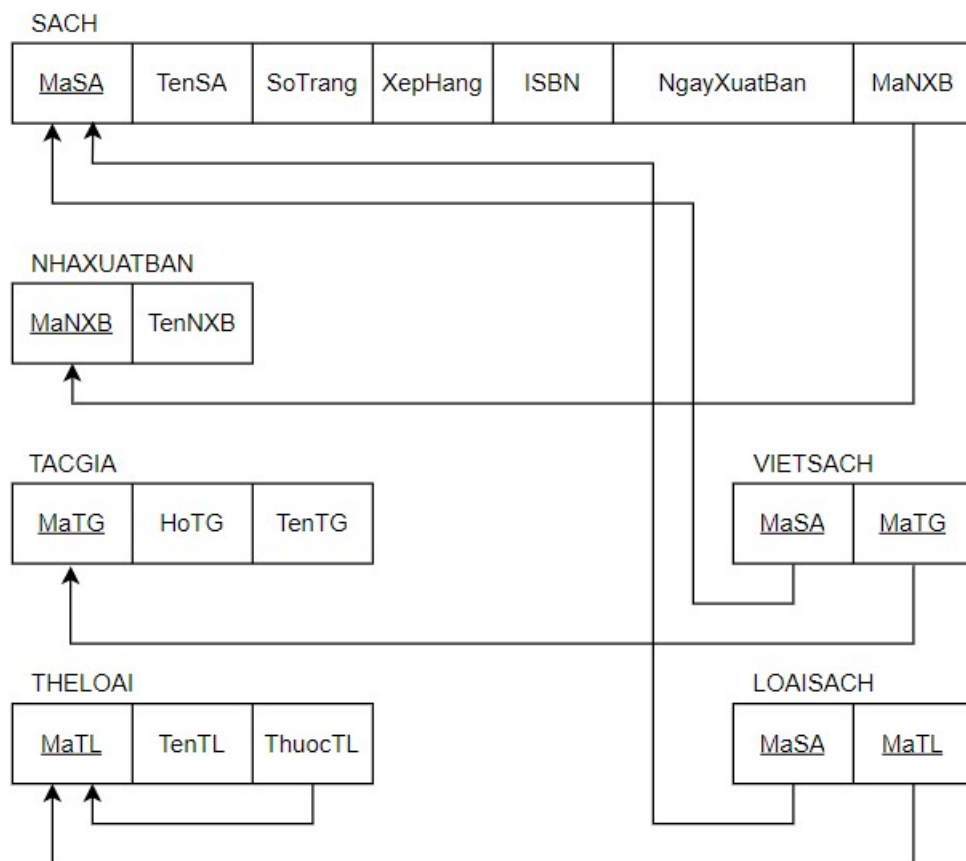 SACH
MaSA TenSA SoTrang XepHang ISBN NgayXuatBan MaNXB
NHAXUATBAN
MaNXB TenNXB
TACGIA
MaTG HoTG TenTG
VIETSACH
MaSA MaTG
THELOAI
MaTL TenTL ThuocTL
LOAISACH
MaSA MaTL